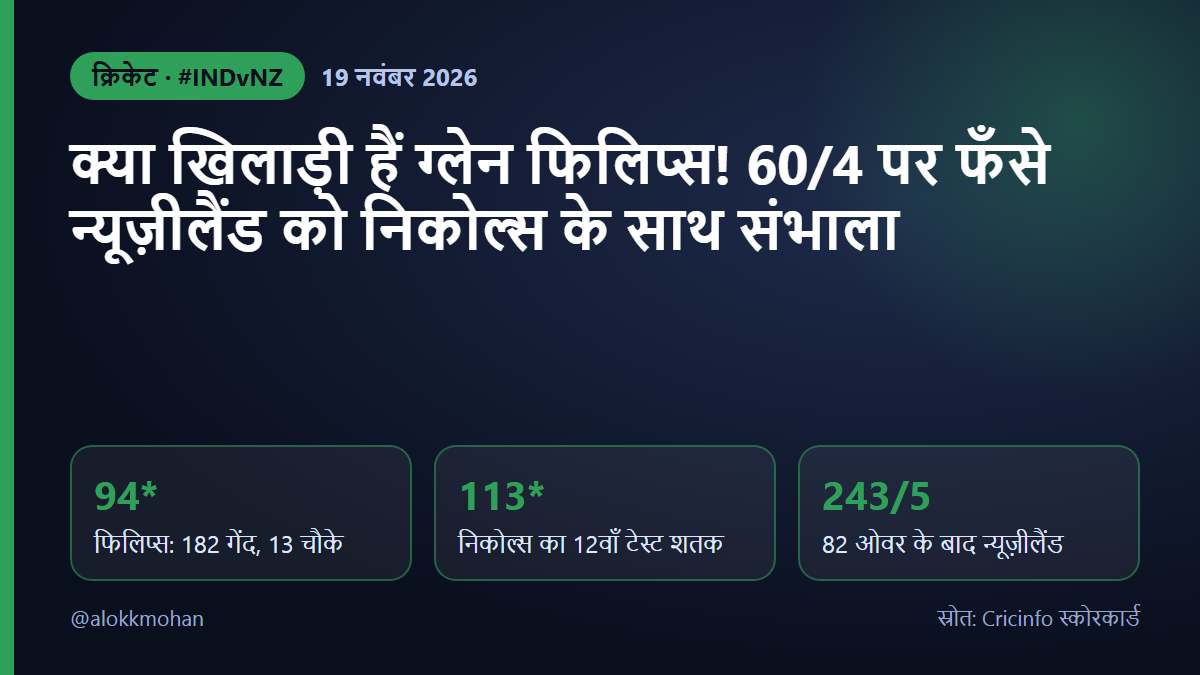 क्रिकेट · #INDvNZ
19 नवंबर 2026
क्या खिलाड़ी हैं ग्लेन फिलिप्स! 60/4 पर फँसे
न्यूज़ीलैंड को निकोल्स के साथ संभाला
94*
फिलिप्स: 182 गेंद, 13 चौके
113*
निकोल्स का 12वाँ टेस्ट शतक
243/5
82 ओवर के बाद न्यूज़ीलैंड
@alokkmohan
स्रोत: Cricinfo स्कोरकार्ड